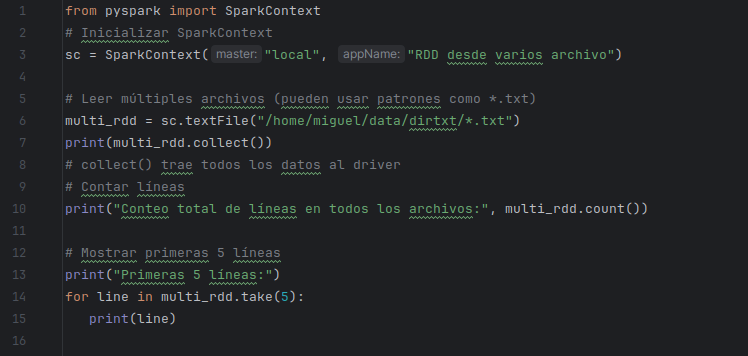 1 from pyspark import SparkContext
2 # Inicializar SparkContext
3 sc = SparkContext( master: "local", appName: "RDD desde varios archivo")
4
5 # Leer múltiples archivos (pueden usar patrones como *.txt)
6 multi_rdd = sc.textFile("/home/miguel/data/dirtxt/*.txt")
7 print(multi_rdd.collect())
8 # collect() trae todos los datos al driver
9 # Contar líneas
10 print("Conteo total de líneas en todos los archivos:", multi_rdd.count())
11
12 # Mostrar primeras 5 líneas
13 print("Primeras 5 líneas:")
14 for line in multi_rdd.take(5):
15 print(line)
16